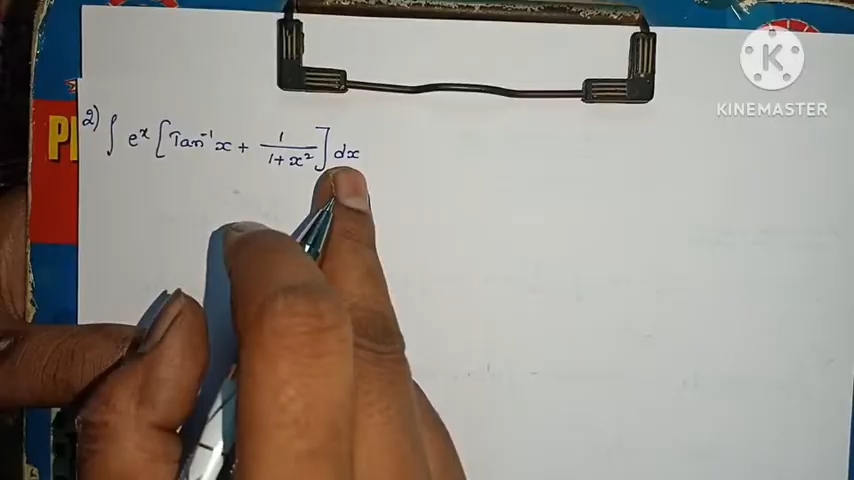 KINEMASTER
2) ∫ eˣ [Tan⁻¹x + 1/(1+x²)] dx